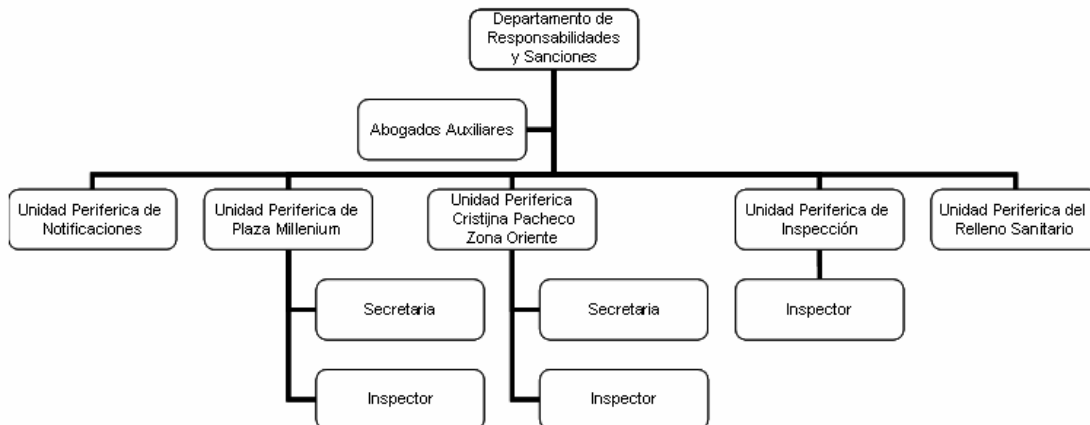 Departamento de
Responsabilidades
y Sanciones
Abogados Auxiliares
Unidad Periferica de
Notificaciones
Unidad Periferica de
Plaza Millenium
Unidad Periferica
Cristijna Pacheco
Zona Oriente
Unidad Periferica de
Inspección
Unidad Periferica del
Relleno Sanitario
Secretaria
Secretaria
Inspector
Inspector
Inspector